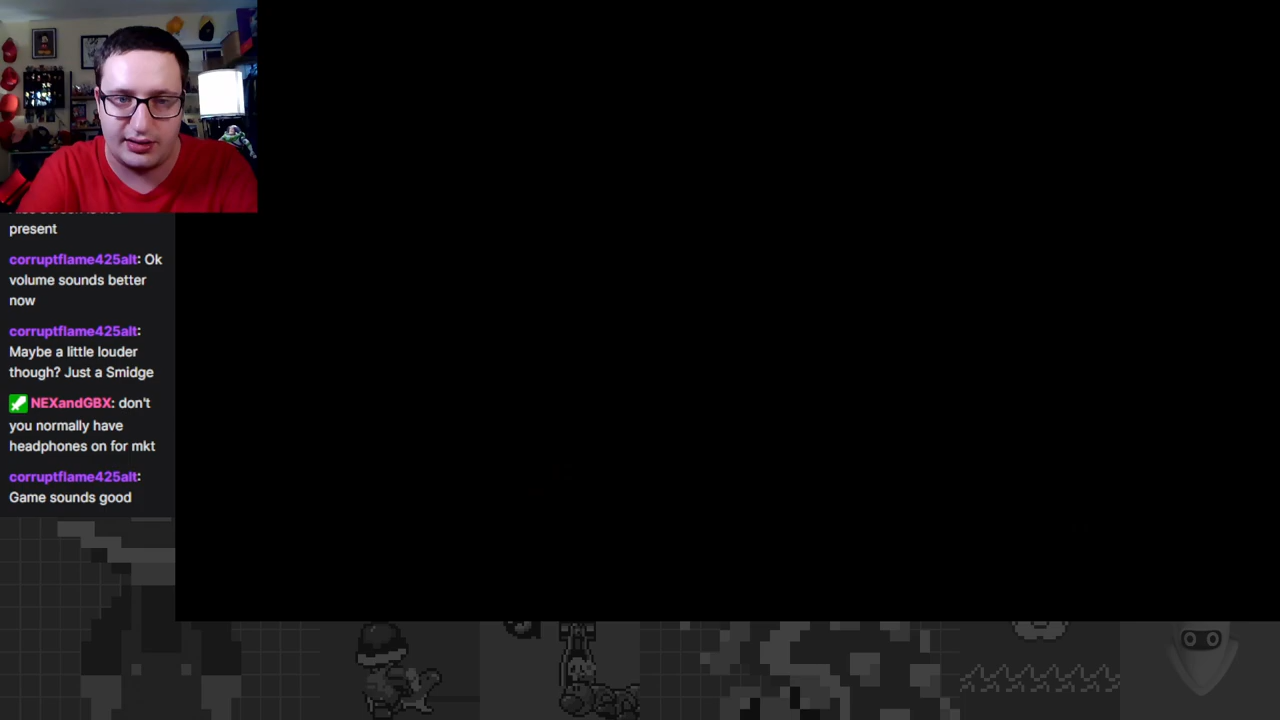 present
corruptflame425alt: Ok
volume sounds better
now
corruptflame425alt:
Maybe a little louder
though? Just a Smidge
NEXandGBX: don't
you normally have
headphones on for mkt
corruptflame425alt:
Game sounds good